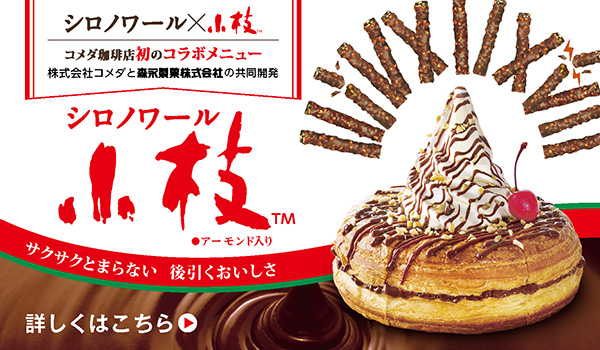 シロノワール×小枝™
コメダ珈琲店初のコラボメニュー
株式会社コメダと森永製菓株式会社の共同開発
シロノワール
小枝™
●アーモンド入り
サクサクとまらない 後引くおいしさ
詳しくはこちら